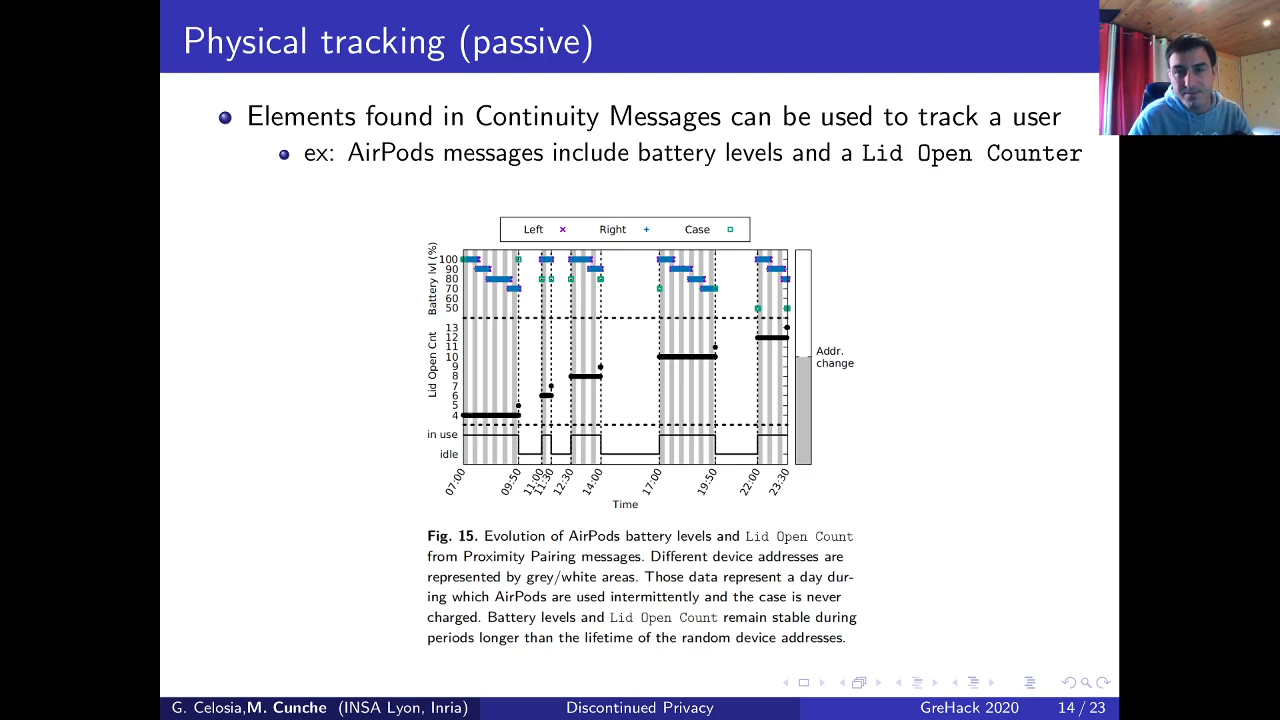 Physical tracking (passive)
Elements found in Continuity Messages can be used to track a user
ex: AirPods messages include battery levels and a Lid Open Counter
Left Right Case
Battery lvl (%)
100
90
80
70
60
50
Lid Open Cnt
13
12
11
10
9
8
7
6
5
4
in use
idle
Addr.
change
07:00 09:50 11:00 11:30 12:30 14:00 17:00 19:50 22:00 23:30
Time
Fig. 15. Evolution of AirPods battery levels and Lid Open Count
from Proximity Pairing messages. Different device addresses are
represented by grey/white areas. Those data represent a day dur-
ing which AirPods are used intermittently and the case is never
charged. Battery levels and Lid Open Count remain stable during
periods longer than the lifetime of the random device addresses.
G. Celosia,M. Cunche (INSA Lyon, Inria) Discontinued Privacy GreHack 2020 14 / 23